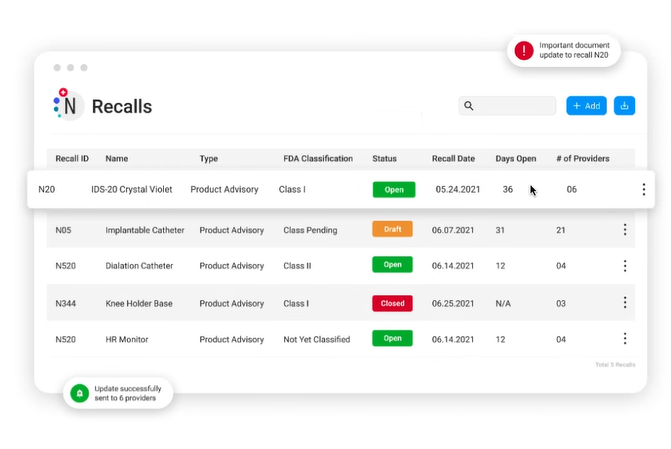 Important document
update to recall N20
N Recalls
+ Add
Recall ID Name Type FDA Classification Status Recall Date Days Open # of Providers
N20 IDS-20 Crystal Violet Product Advisory Class I Open 05.24.2021 36 06
N05 Implantable Catheter Product Advisory Class Pending Draft 06.07.2021 31 21
N520 Dialation Catheter Product Advisory Class II Open 06.14.2021 12 04
N344 Knee Holder Base Product Advisory Class I Closed 06.25.2021 N/A 03
N520 HR Monitor Product Advisory Not Yet Classified Open 06.14.2021 12 04
Total 5 Recalls
Update successfully
sent to 6 providers